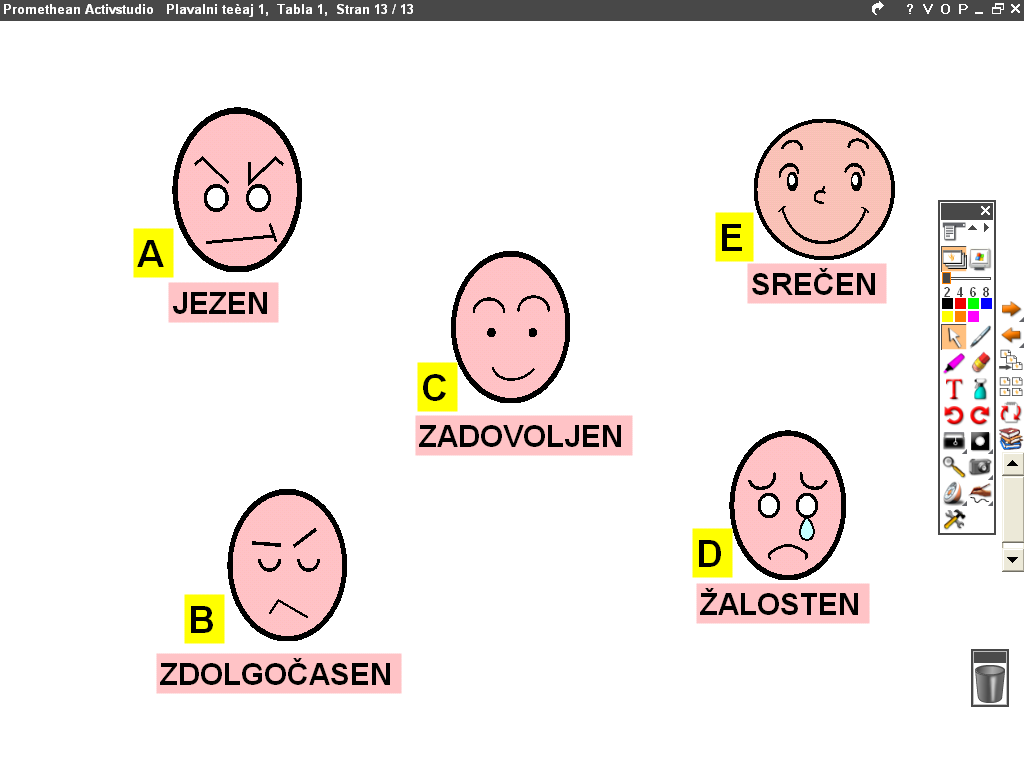 Promethean Activstudio Plavalni teèaj 1, Tabla 1, Stran 13 / 13
? V O P
A
JEZEN
E
SREČEN
C
ZADOVOLJEN
2 4 6 8
T
B
ZDOLGOČASEN
D
ŽALOSTEN